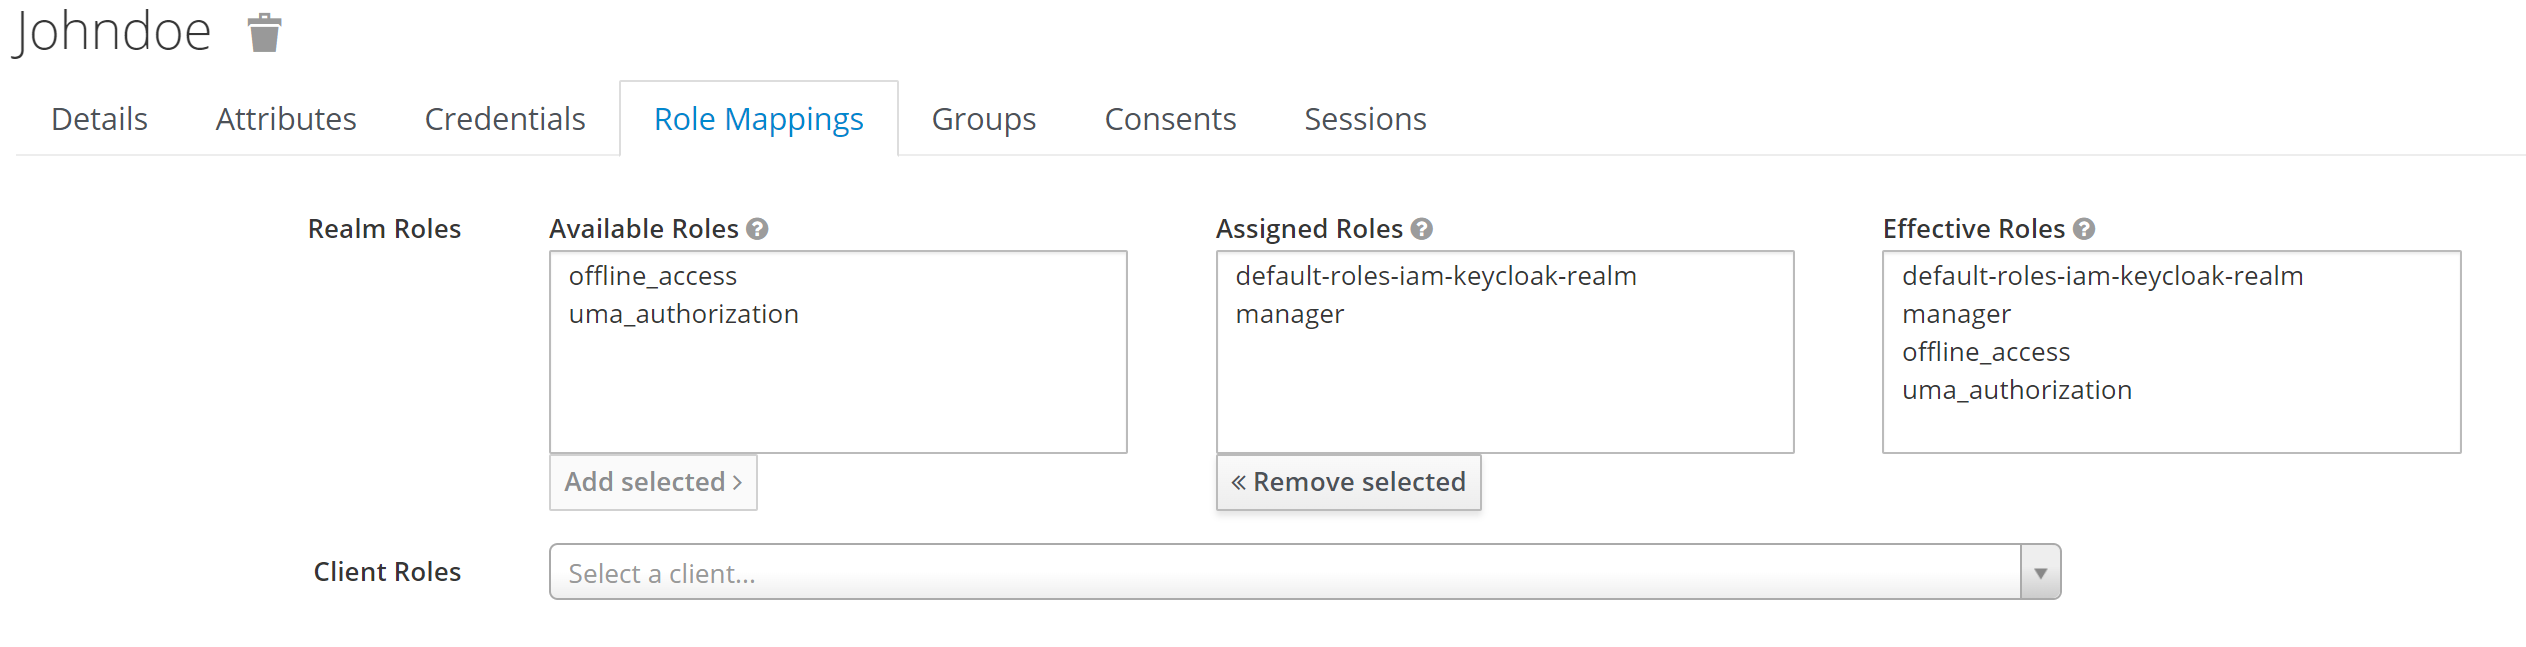 Johndoe
Details Attributes Credentials Role Mappings Groups Consents Sessions
Realm Roles Available Roles ? Assigned Roles ? Effective Roles ?
offline_access default-roles-iam-keycloak-realm default-roles-iam-keycloak-realm
uma_authorization manager manager
offline_access
uma_authorization
Add selected > « Remove selected
Client Roles Select a client...